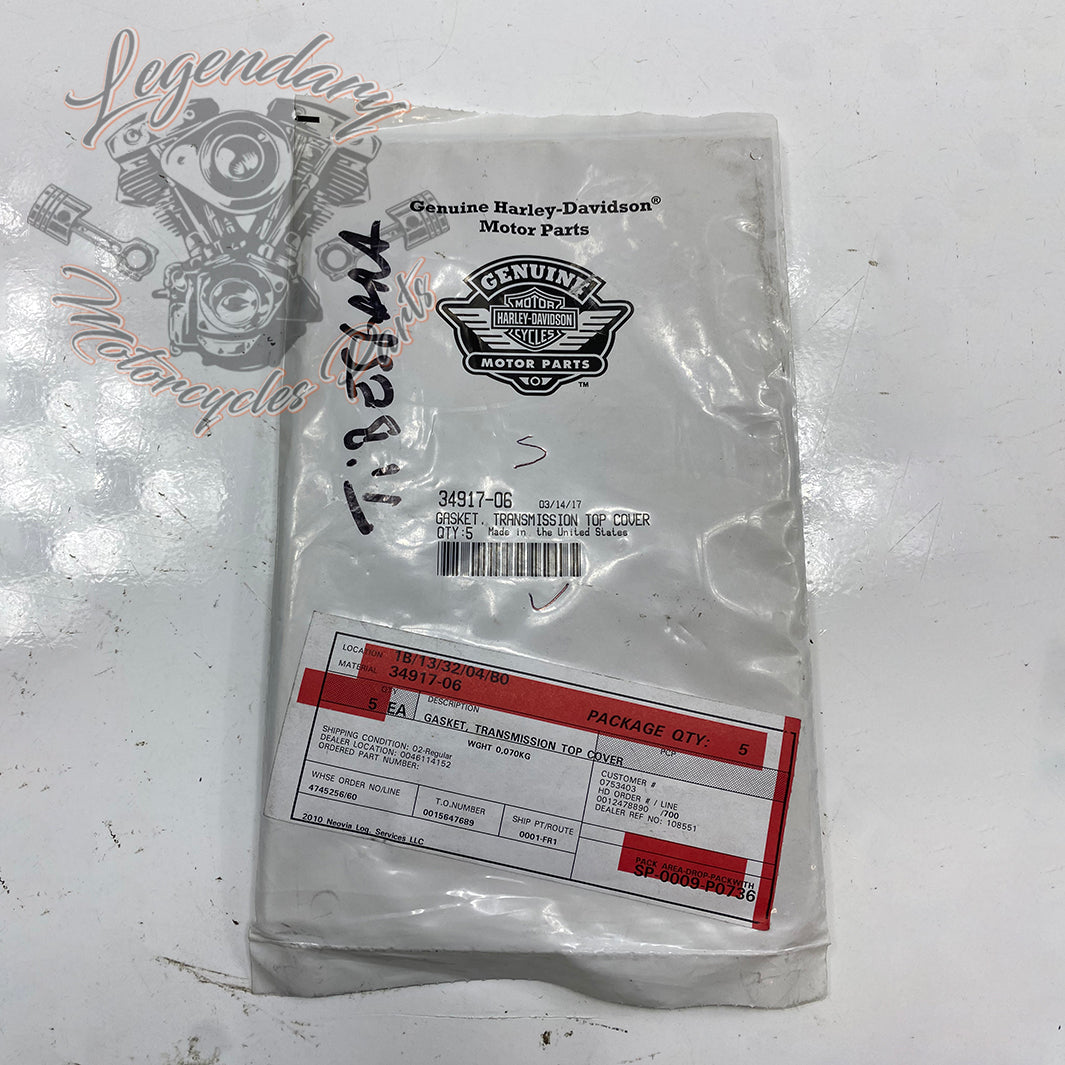 Legendary
Motorcycles Parts
Genuine Harley-Davidson®
Motor Parts
GENUINE
MOTOR
HARLEY-DAVIDSON
CYCLES
MOTOR PARTS
™
34917-06 03/14/17
GASKET, TRANSMISSION TOP COVER
QTY:5 Made in the United States
LOCATION 1B/13/32/04/B0
MATERIAL 34917-06
QTY
5 EA
DESCRIPTION
GASKET, TRANSMISSION TOP COVER
PACKAGE QTY: 5
WGHT 0,070KG
PCP
SHIPPING CONDITION: 02-Regular
DEALER LOCATION: 0046114152
ORDERED PART NUMBER:
CUSTOMER #
0753403
HD ORDER # / LINE
0012478890 /700
DEALER REF NO: 108551
WHSE ORDER NO/LINE
4745256/60
T.O.NUMBER
0015647689
SHIP PT/ROUTE
0001-FR1
PACK AREA-DROP-PACKWITH
SP-0009-P0736
2010 Neovia Log. Services LLC